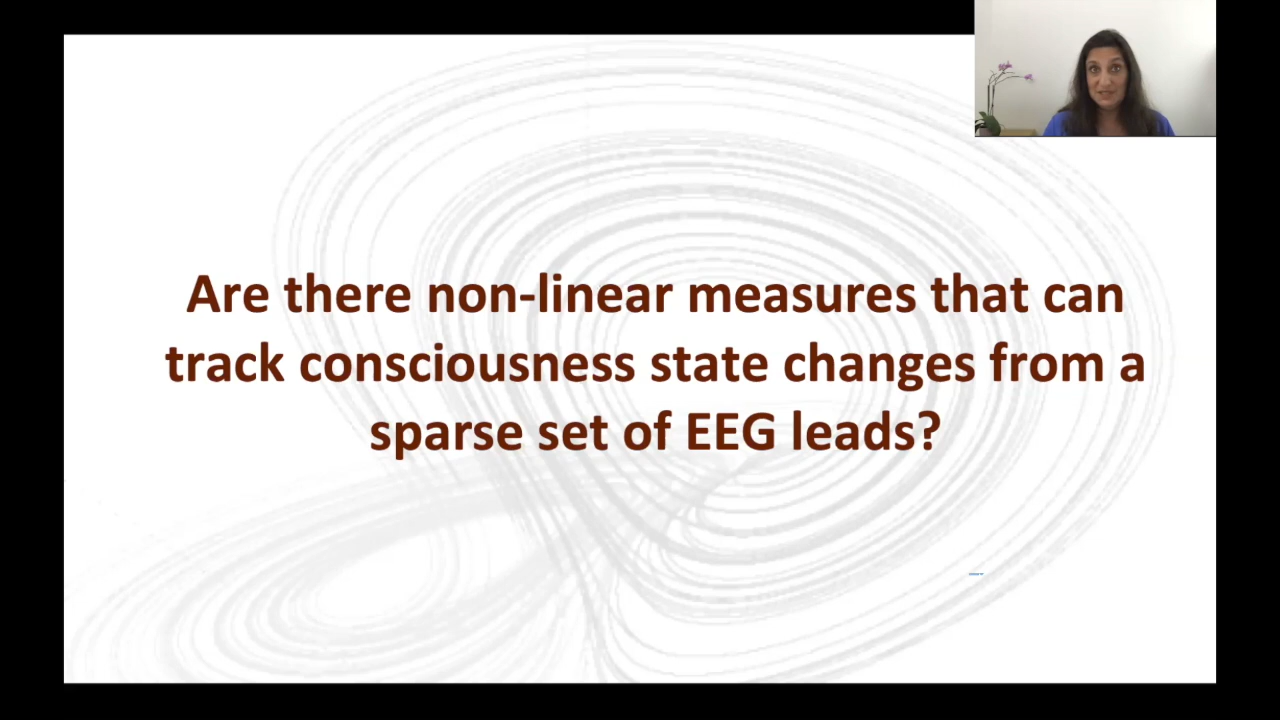 Are there non-linear measures that can
track consciousness state changes from a
sparse set of EEG leads?